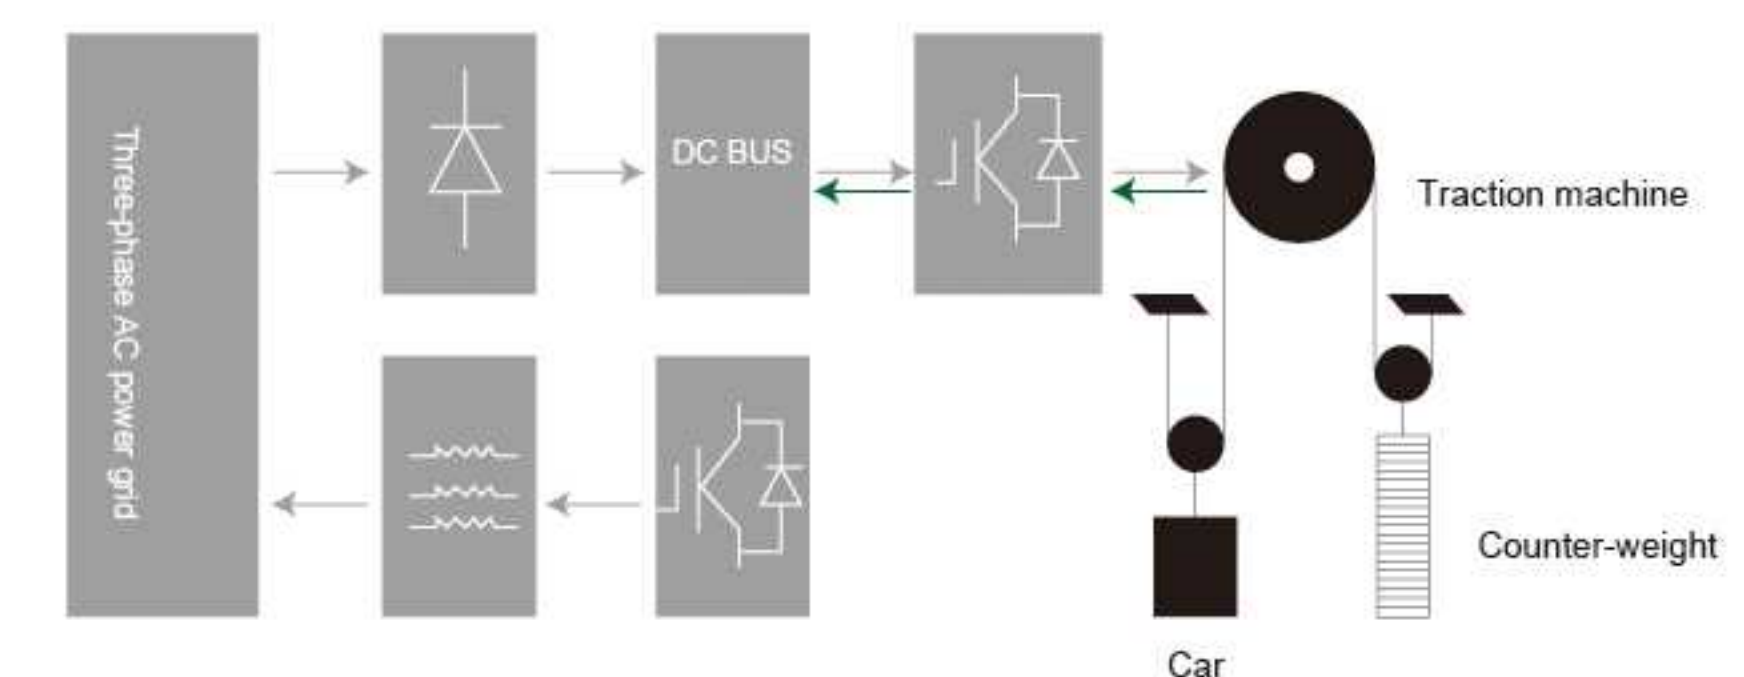 Three-phase AC power grid
DC BUS
Traction machine
Counter-weight
Car